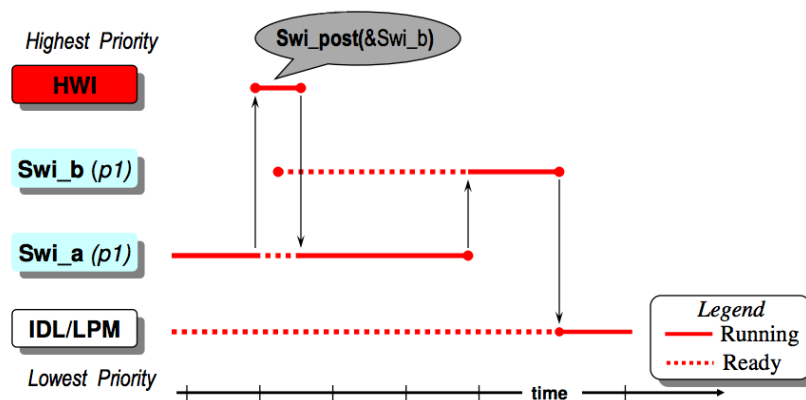 Highest Priority
Swi_post(&Swi_b)
HWI
Swi_b (p1)
Swi_a (p1)
IDL/LPM
Legend
Running
Ready
Lowest Priority
time